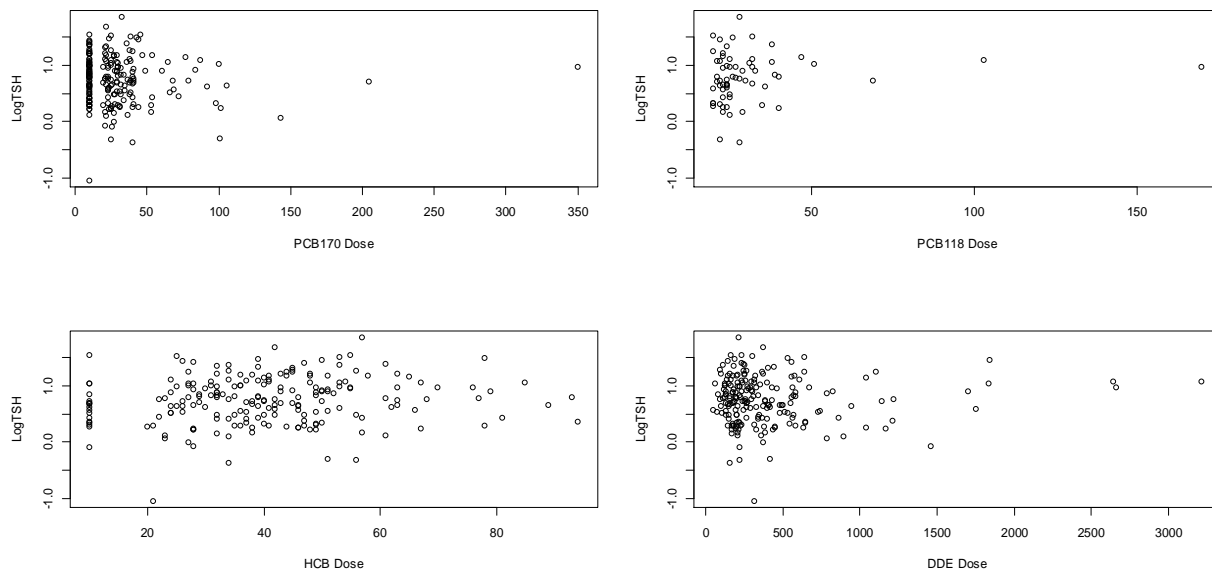 LogTSH
1.0
0.0
-1.0
0 50 100 150 200 250 300 350
PCB170 Dose
LogTSH
1.0
0.0
-1.0
50 100 150
PCB118 Dose
LogTSH
1.0
0.0
-1.0
20 40 60 80
HCB Dose
LogTSH
1.0
0.0
-1.0
0 500 1000 1500 2000 2500 3000
DDE Dose